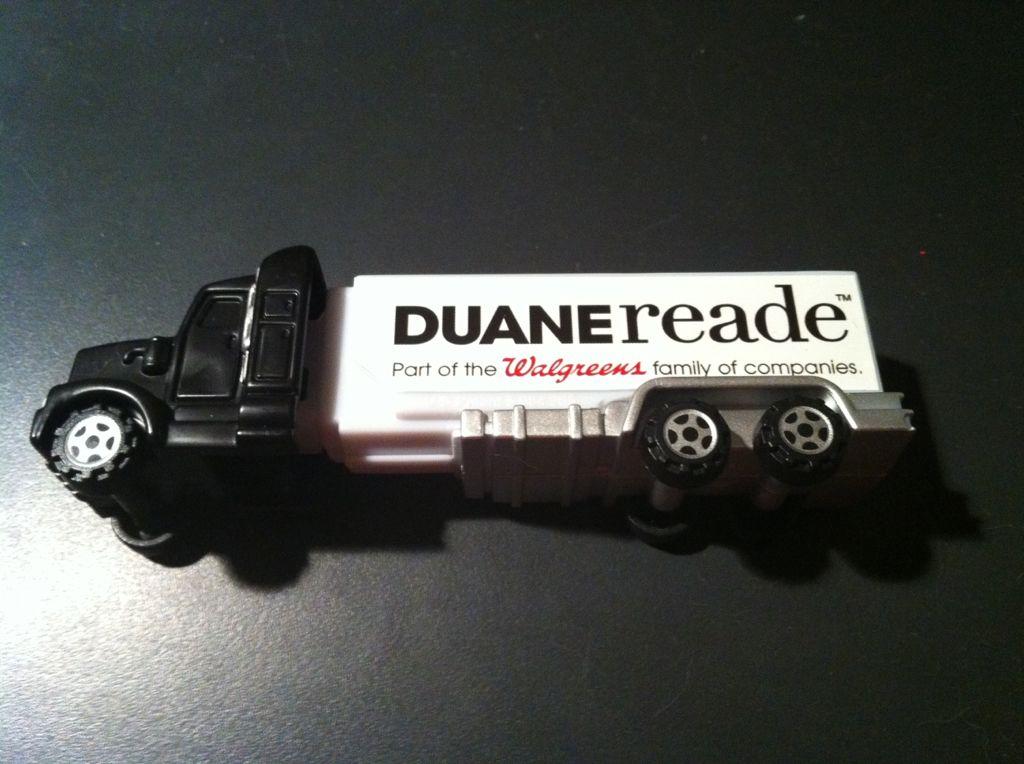 DUANEreade™
Part of the Walgreens family of companies.